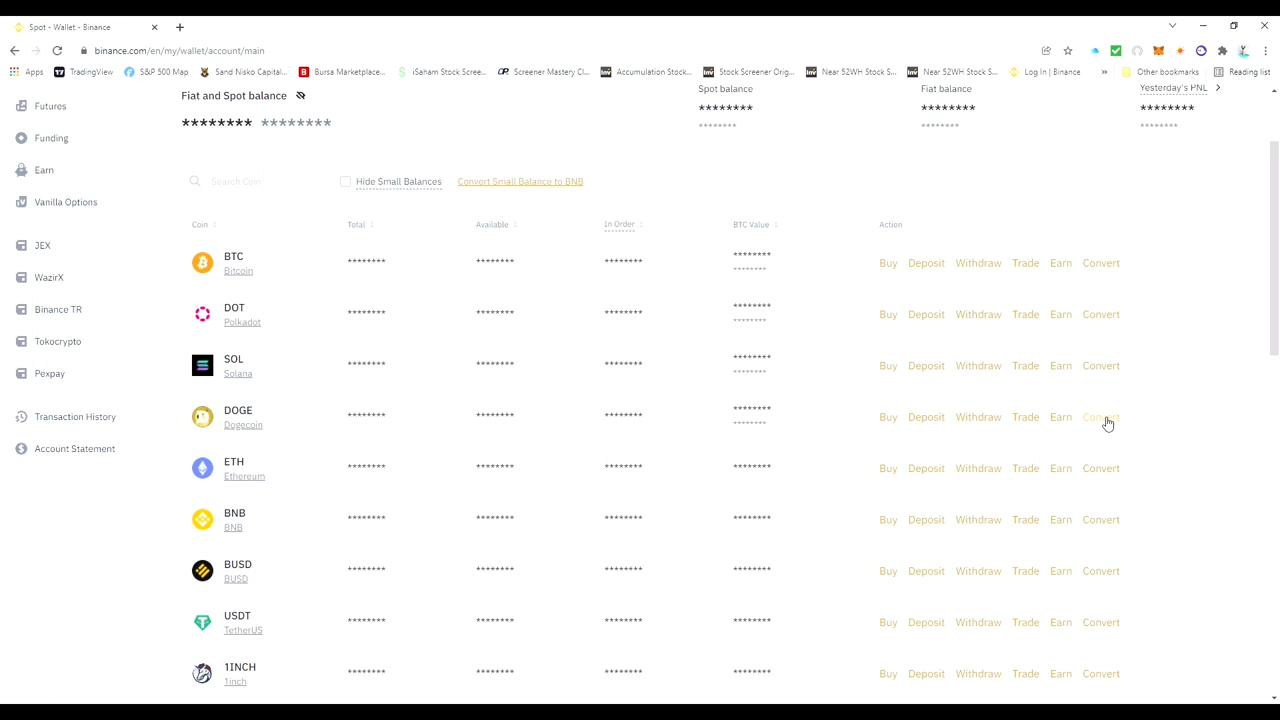 Spot - Wallet - Binance
binance.com/en/my/wallet/account/main
Apps TradingView S&P 500 Map Sand Nisko Capital... Bursa Marketplace... iSaham Stock Scree... Screener Mastery Cl... Accumulation Stock... Stock Screener Orig... Near 52WH Stock S... Near 52WH Stock S... Log In | Binance » Other bookmarks Reading list
Futures
Funding
Earn
Vanilla Options
JEX
WazirX
Binance TR
Tokocrypto
Pexpay
Transaction History
Account Statement
Fiat and Spot balance Spot balance Fiat balance Yesterday's PNL
******** ******** ******** ******** ********
******** ******** ********
Search Coin Hide Small Balances Convert Small Balance to BNB
Coin Total Available In Order BTC Value Action
BTC ******** ******** ******** ******** Buy Deposit Withdraw Trade Earn Convert
Bitcoin ********
DOT ******** ******** ******** ******** Buy Deposit Withdraw Trade Earn Convert
Polkadot ********
SOL ******** ******** ******** ******** Buy Deposit Withdraw Trade Earn Convert
Solana ********
DOGE ******** ******** ******** ******** Buy Deposit Withdraw Trade Earn Convert
Dogecoin ********
ETH ******** ******** ******** ******** Buy Deposit Withdraw Trade Earn Convert
Ethereum
BNB ******** ******** ******** ******** Buy Deposit Withdraw Trade Earn Convert
BNB
BUSD ******** ******** ******** ******** Buy Deposit Withdraw Trade Earn Convert
BUSD
USDT ******** ******** ******** ******** Buy Deposit Withdraw Trade Earn Convert
TetherUS
1INCH ******** ******** ******** ******** Buy Deposit Withdraw Trade Earn Convert
1inch